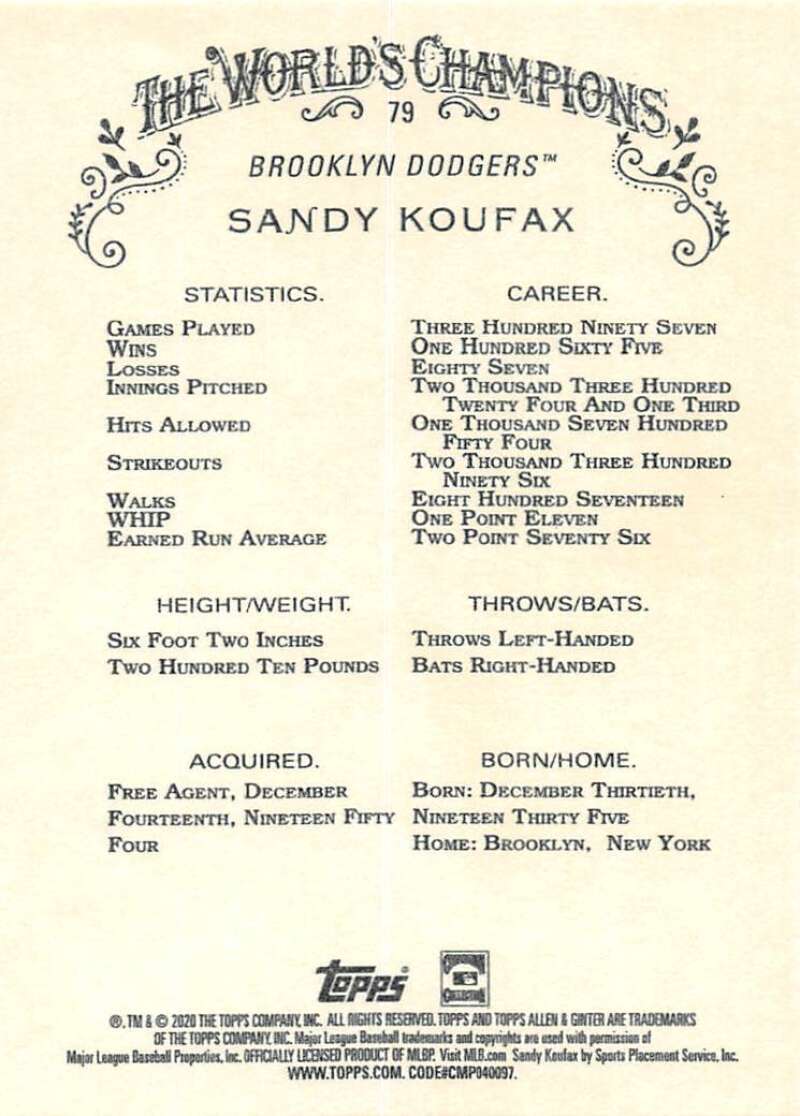 THE WORLD'S CHAMPIONS
79
BROOKLYN DODGERS™
SANDY KOUFAX
STATISTICS. CAREER.
GAMES PLAYED THREE HUNDRED NINETY SEVEN
WINS ONE HUNDRED SIXTY FIVE
LOSSES EIGHTY SEVEN
INNINGS PITCHED TWO THOUSAND THREE HUNDRED
TWENTY FOUR AND ONE THIRD
HITS ALLOWED ONE THOUSAND SEVEN HUNDRED
FIFTY FOUR
STRIKEOUTS TWO THOUSAND THREE HUNDRED
NINETY SIX
WALKS EIGHT HUNDRED SEVENTEEN
WHIP ONE POINT ELEVEN
EARNED RUN AVERAGE TWO POINT SEVENTY SIX
HEIGHT/WEIGHT.
SIX FOOT TWO INCHES
TWO HUNDRED TEN POUNDS
THROWS/BATS.
THROWS LEFT-HANDED
BATS RIGHT-HANDED
ACQUIRED.
FREE AGENT, DECEMBER
FOURTEENTH, NINETEEN FIFTY
FOUR
BORN/HOME.
BORN: DECEMBER THIRTIETH,
NINETEEN THIRTY FIVE
HOME: BROOKLYN, NEW YORK
topps®
COOPERSTOWN
COLLECTION
®, TM & © 2020 THE TOPPS COMPANY, INC. ALL RIGHTS RESERVED. TOPPS AND TOPPS ALLEN & GINTER ARE TRADEMARKS
OF THE TOPPS COMPANY, INC. Major League Baseball trademarks and copyrights are used with permission of
Major League Baseball Properties, Inc. OFFICIALLY LICENSED PRODUCT OF MLBP. Visit MLB.com Sandy Koufax by Sports Placement Service, Inc.
WWW.TOPPS.COM. CODE#CMP040097.